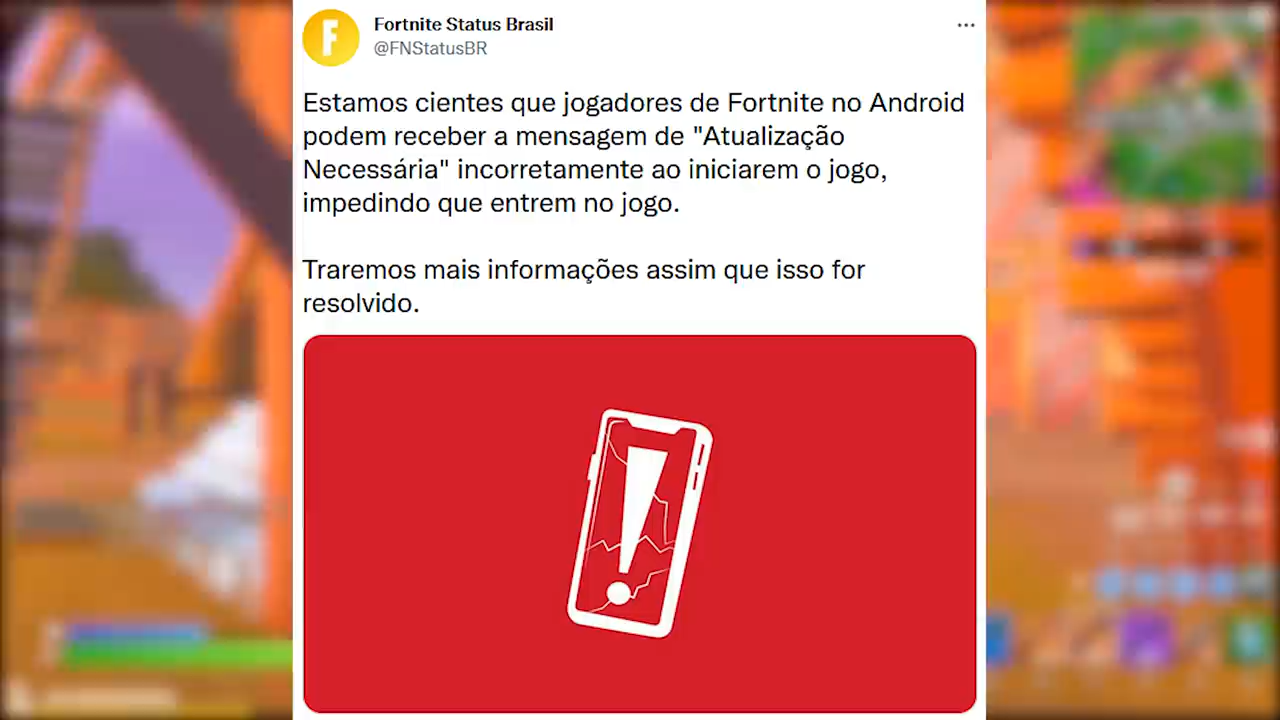 Fortnite Status Brasil
@FNStatusBR
Estamos cientes que jogadores de Fortnite no Android
podem receber a mensagem de "Atualização
Necessária" incorretamente ao iniciarem o jogo,
impedindo que entrem no jogo.
Traremos mais informações assim que isso for
resolvido.